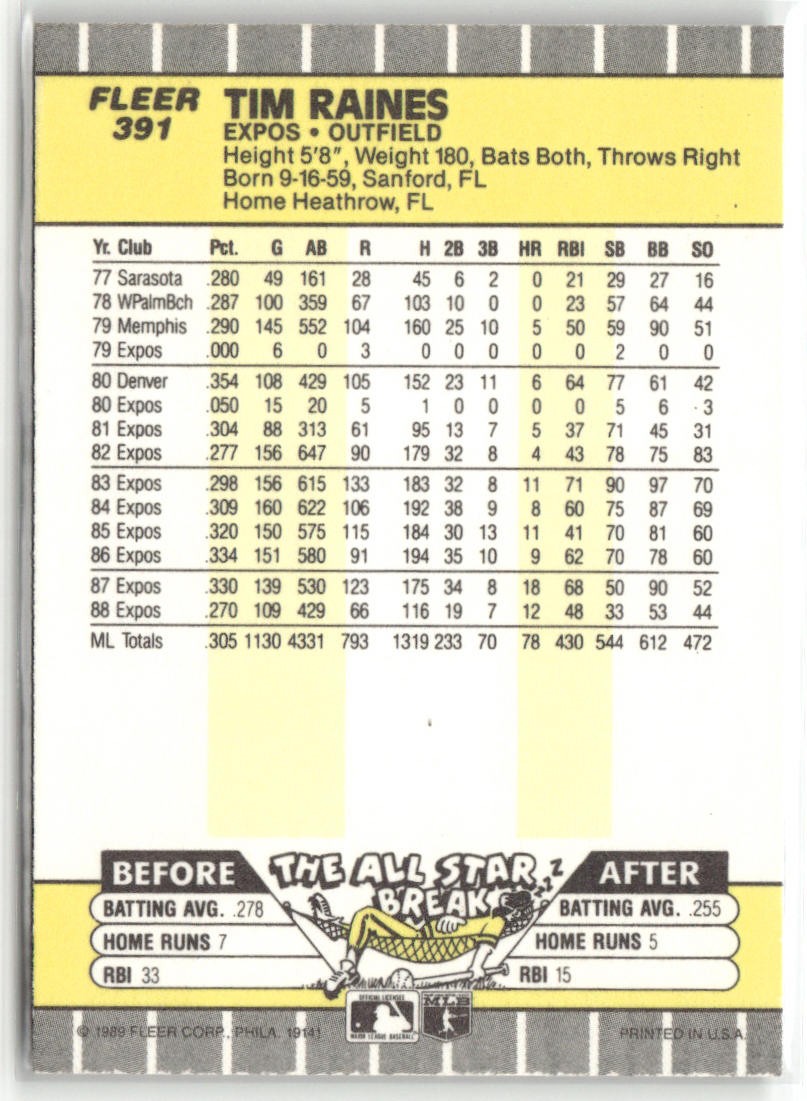 FLEER
391
TIM RAINES
EXPOS • OUTFIELD
Height 5'8", Weight 180, Bats Both, Throws Right
Born 9-16-59, Sanford, FL
Home Heathrow, FL
Yr. Club Pct. G AB R H 2B 3B HR RBI SB BB SO
77 Sarasota .280 49 161 28 45 6 2 0 21 29 27 16
78 WPalmBch .287 100 359 67 103 10 0 0 23 57 64 44
79 Memphis .290 145 552 104 160 25 10 5 50 59 90 51
79 Expos .000 6 0 3 0 0 0 0 0 2 0 0
80 Denver .354 108 429 105 152 23 11 6 64 77 61 42
80 Expos .050 15 20 5 1 0 0 0 0 5 6 3
81 Expos .304 88 313 61 95 13 7 5 37 71 45 31
82 Expos .277 156 647 90 179 32 8 4 43 78 75 83
83 Expos .298 156 615 133 183 32 8 11 71 90 97 70
84 Expos .309 160 622 106 192 38 9 8 60 75 87 69
85 Expos .320 150 575 115 184 30 13 11 41 70 81 60
86 Expos .334 151 580 91 194 35 10 9 62 70 78 60
87 Expos .330 139 530 123 175 34 8 18 68 50 90 52
88 Expos .270 109 429 66 116 19 7 12 48 33 53 44
ML Totals .305 1130 4331 793 1319 233 70 78 430 544 612 472
BEFORE THE ALL STAR BREAK zzZ AFTER
BATTING AVG. .278
HOME RUNS 7
RBI 33
BATTING AVG. .255
HOME RUNS 5
RBI 15
OFFICIAL LICENSEE
MAJOR LEAGUE BASEBALL
MLB
© 1989 FLEER CORP., PHILA. 19141
PRINTED IN U.S.A.